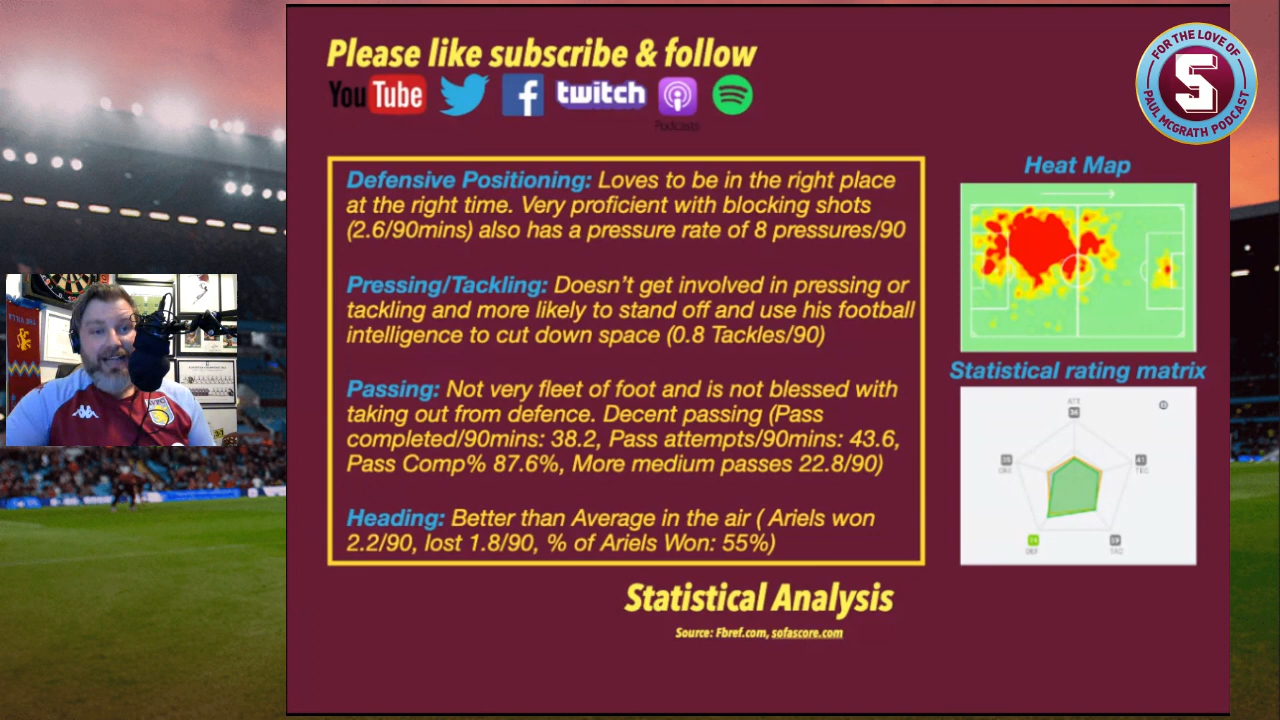 Please like subscribe & follow
YouTube
twitch
Podcasts
FOR THE LOVE OF
S
PAUL MCGRATH PODCAST
Defensive Positioning: Loves to be in the right place
at the right time. Very proficient with blocking shots
(2.6/90mins) also has a pressure rate of 8 pressures/90
Pressing/Tackling: Doesn't get involved in pressing or
tackling and more likely to stand off and use his football
intelligence to cut down space (0.8 Tackles/90)
Passing: Not very fleet of foot and is not blessed with
taking out from defence. Decent passing (Pass
completed/90mins: 38.2, Pass attempts/90mins: 43.6,
Pass Comp% 87.6%, More medium passes 22.8/90)
Heading: Better than Average in the air ( Ariels won
2.2/90, lost 1.8/90, % of Ariels Won: 55%)
Heat Map
Statistical rating matrix
ATT
36
41
TEC
TAC
DEF
Statistical Analysis
Source: Fbref.com, sofascore.com